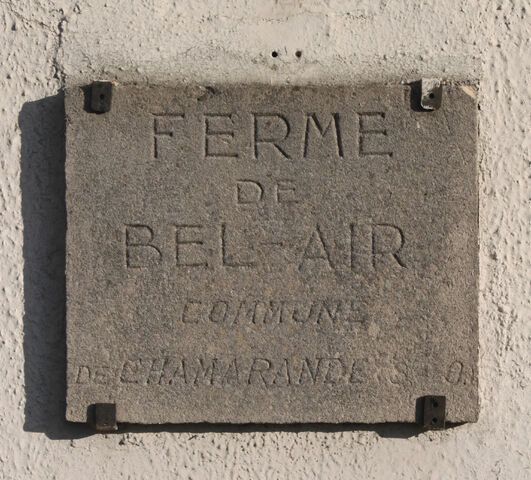 FERME
DE
BEL-AIR
COMMUNE
DE CHAMARANDE S. O.